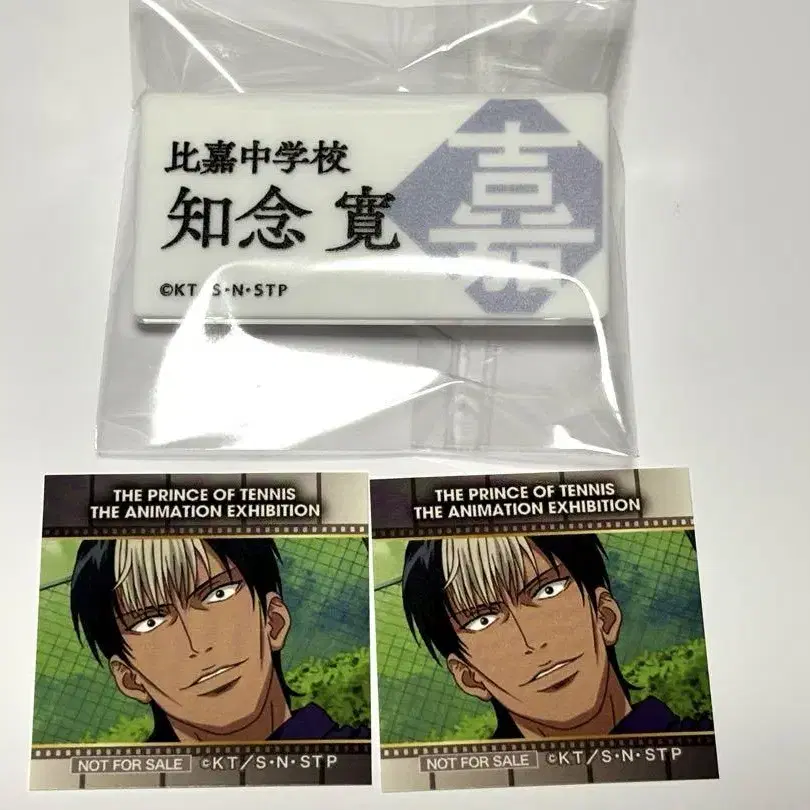 比嘉中学校
知念 寛
嘉
©KT/S・N・STP
THE PRINCE OF TENNIS
THE ANIMATION EXHIBITION
NOT FOR SALE ©KT/S・N・STP
THE PRINCE OF TENNIS
THE ANIMATION EXHIBITION
NOT FOR SALE ©KT/S・N・STP